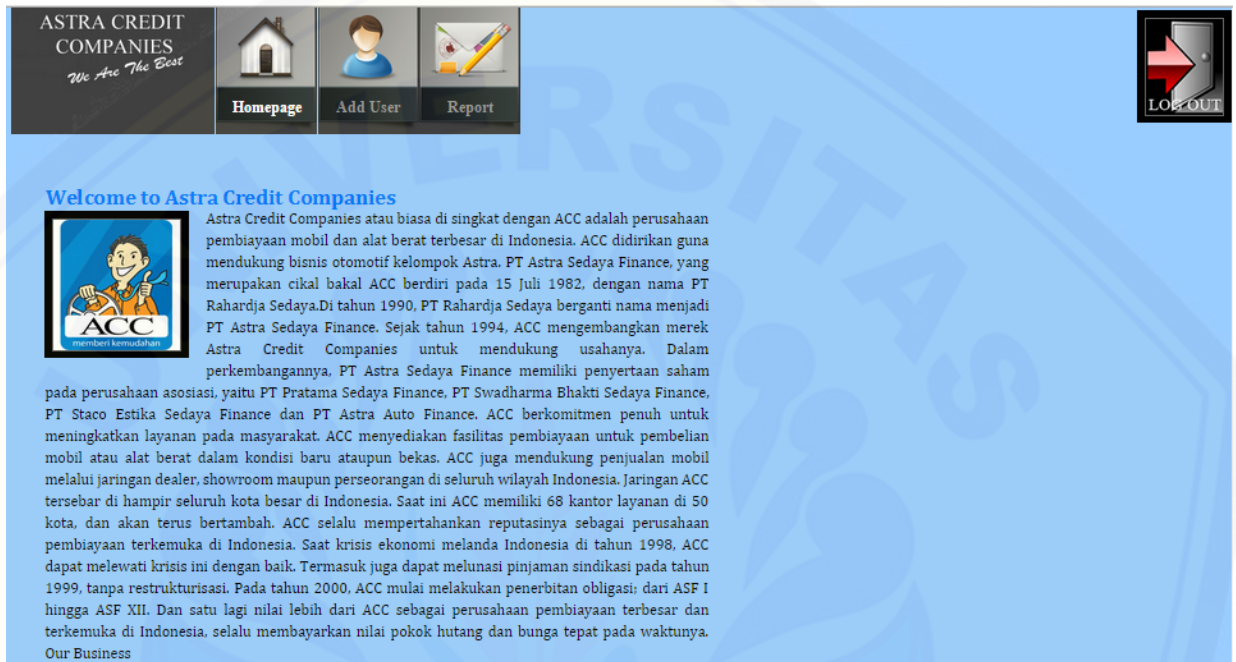 ASTRA CREDIT
COMPANIES
We Are The Best
Homepage
Add User
Report
LOG OUT
UNIVERSITAS
Welcome to Astra Credit Companies
ACC
memberi kemudahan
Astra Credit Companies atau biasa di singkat dengan ACC adalah perusahaan
pembiayaan mobil dan alat berat terbesar di Indonesia. ACC didirikan guna
mendukung bisnis otomotif kelompok Astra. PT Astra Sedaya Finance, yang
merupakan cikal bakal ACC berdiri pada 15 Juli 1982, dengan nama PT
Rahardja Sedaya.Di tahun 1990, PT Rahardja Sedaya berganti nama menjadi
PT Astra Sedaya Finance. Sejak tahun 1994, ACC mengembangkan merek
Astra Credit Companies untuk mendukung usahanya. Dalam
perkembangannya, PT Astra Sedaya Finance memiliki penyertaan saham
pada perusahaan asosiasi, yaitu PT Pratama Sedaya Finance, PT Swadharma Bhakti Sedaya Finance,
PT Staco Estika Sedaya Finance dan PT Astra Auto Finance. ACC berkomitmen penuh untuk
meningkatkan layanan pada masyarakat. ACC menyediakan fasilitas pembiayaan untuk pembelian
mobil atau alat berat dalam kondisi baru ataupun bekas. ACC juga mendukung penjualan mobil
melalui jaringan dealer, showroom maupun perseorangan di seluruh wilayah Indonesia. Jaringan ACC
tersebar di hampir seluruh kota besar di Indonesia. Saat ini ACC memiliki 68 kantor layanan di 50
kota, dan akan terus bertambah. ACC selalu mempertahankan reputasinya sebagai perusahaan
pembiayaan terkemuka di Indonesia. Saat krisis ekonomi melanda Indonesia di tahun 1998, ACC
dapat melewati krisis ini dengan baik. Termasuk juga dapat melunasi pinjaman sindikasi pada tahun
1999, tanpa restrukturisasi. Pada tahun 2000, ACC mulai melakukan penerbitan obligasi; dari ASF I
hingga ASF XII. Dan satu lagi nilai lebih dari ACC sebagai perusahaan pembiayaan terbesar dan
terkemuka di Indonesia, selalu membayarkan nilai pokok hutang dan bunga tepat pada waktunya.
Our Business